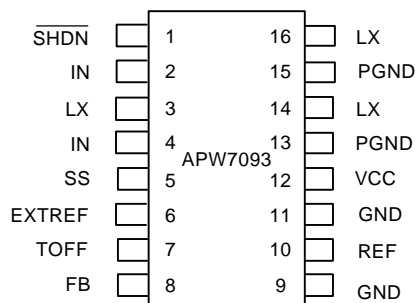 SHDN 1 16 LX
IN 2 15 PGND
LX 3 14 LX
IN 4 13 PGND
APW7093
SS 5 12 VCC
EXTREF 6 11 GND
TOFF 7 10 REF
FB 8 9 GND